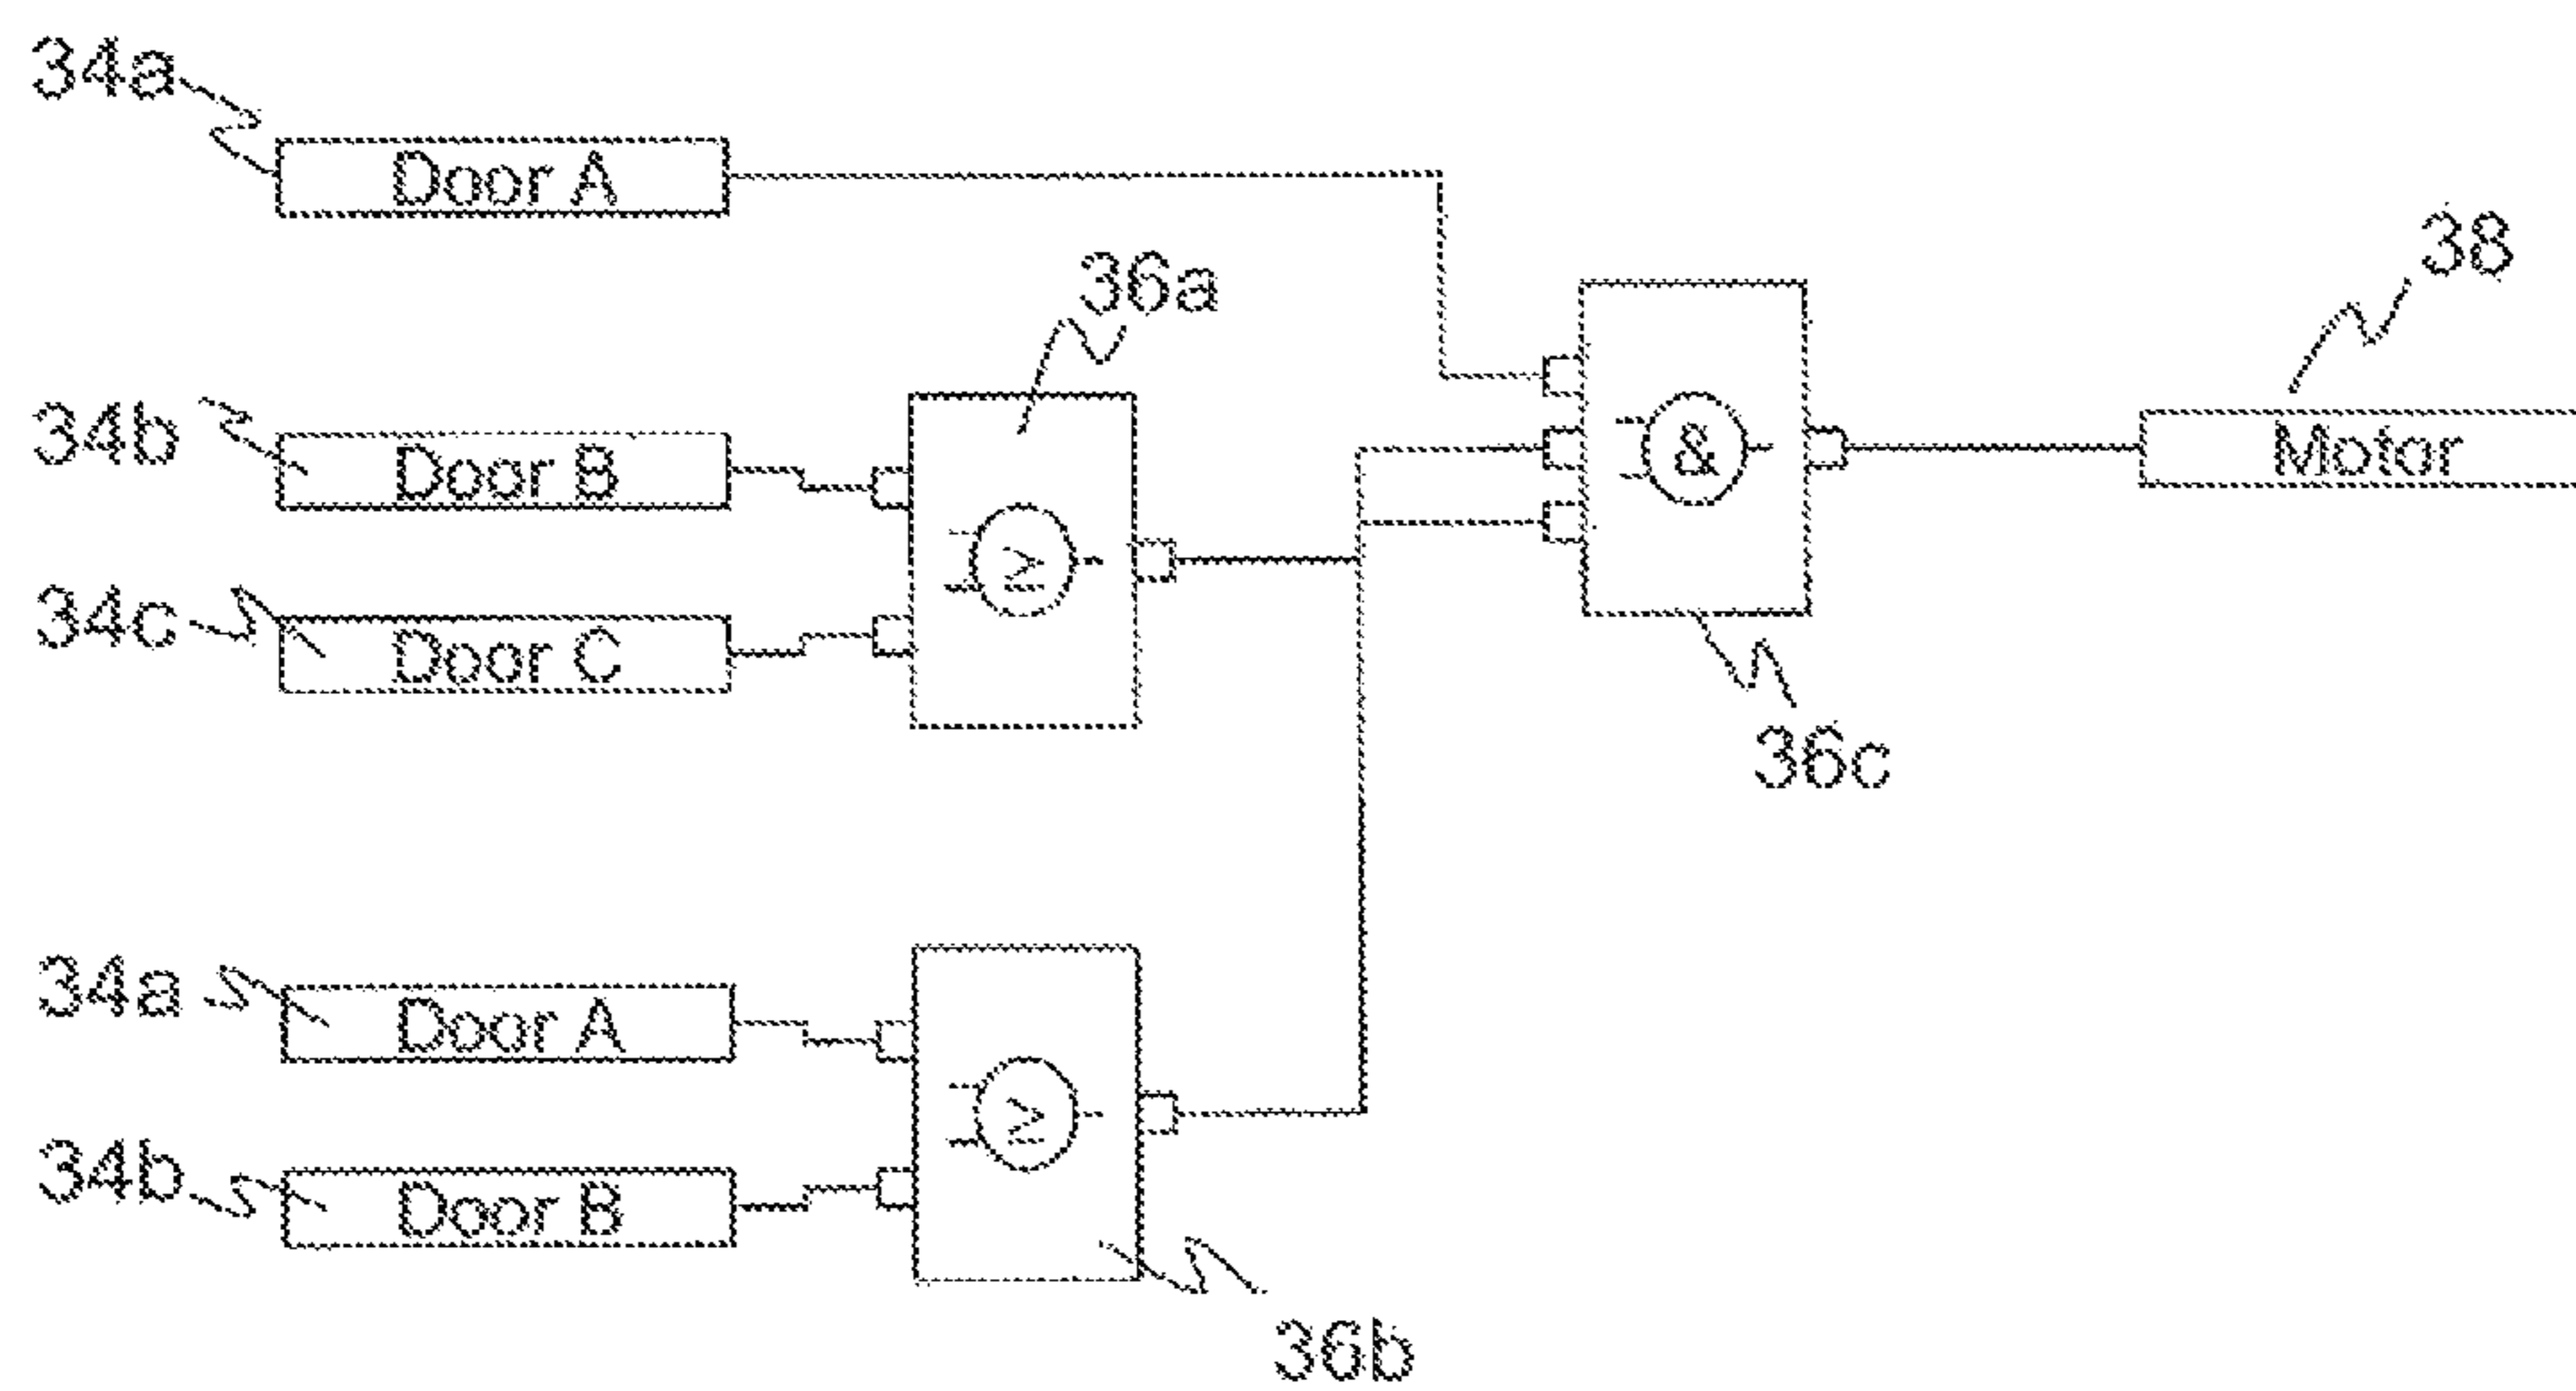 34a
Door A
38
36a
&
Motor
34b
Door B
≥
34c
Door C
36c
34a
Door A
≥
34b
Door B
36b